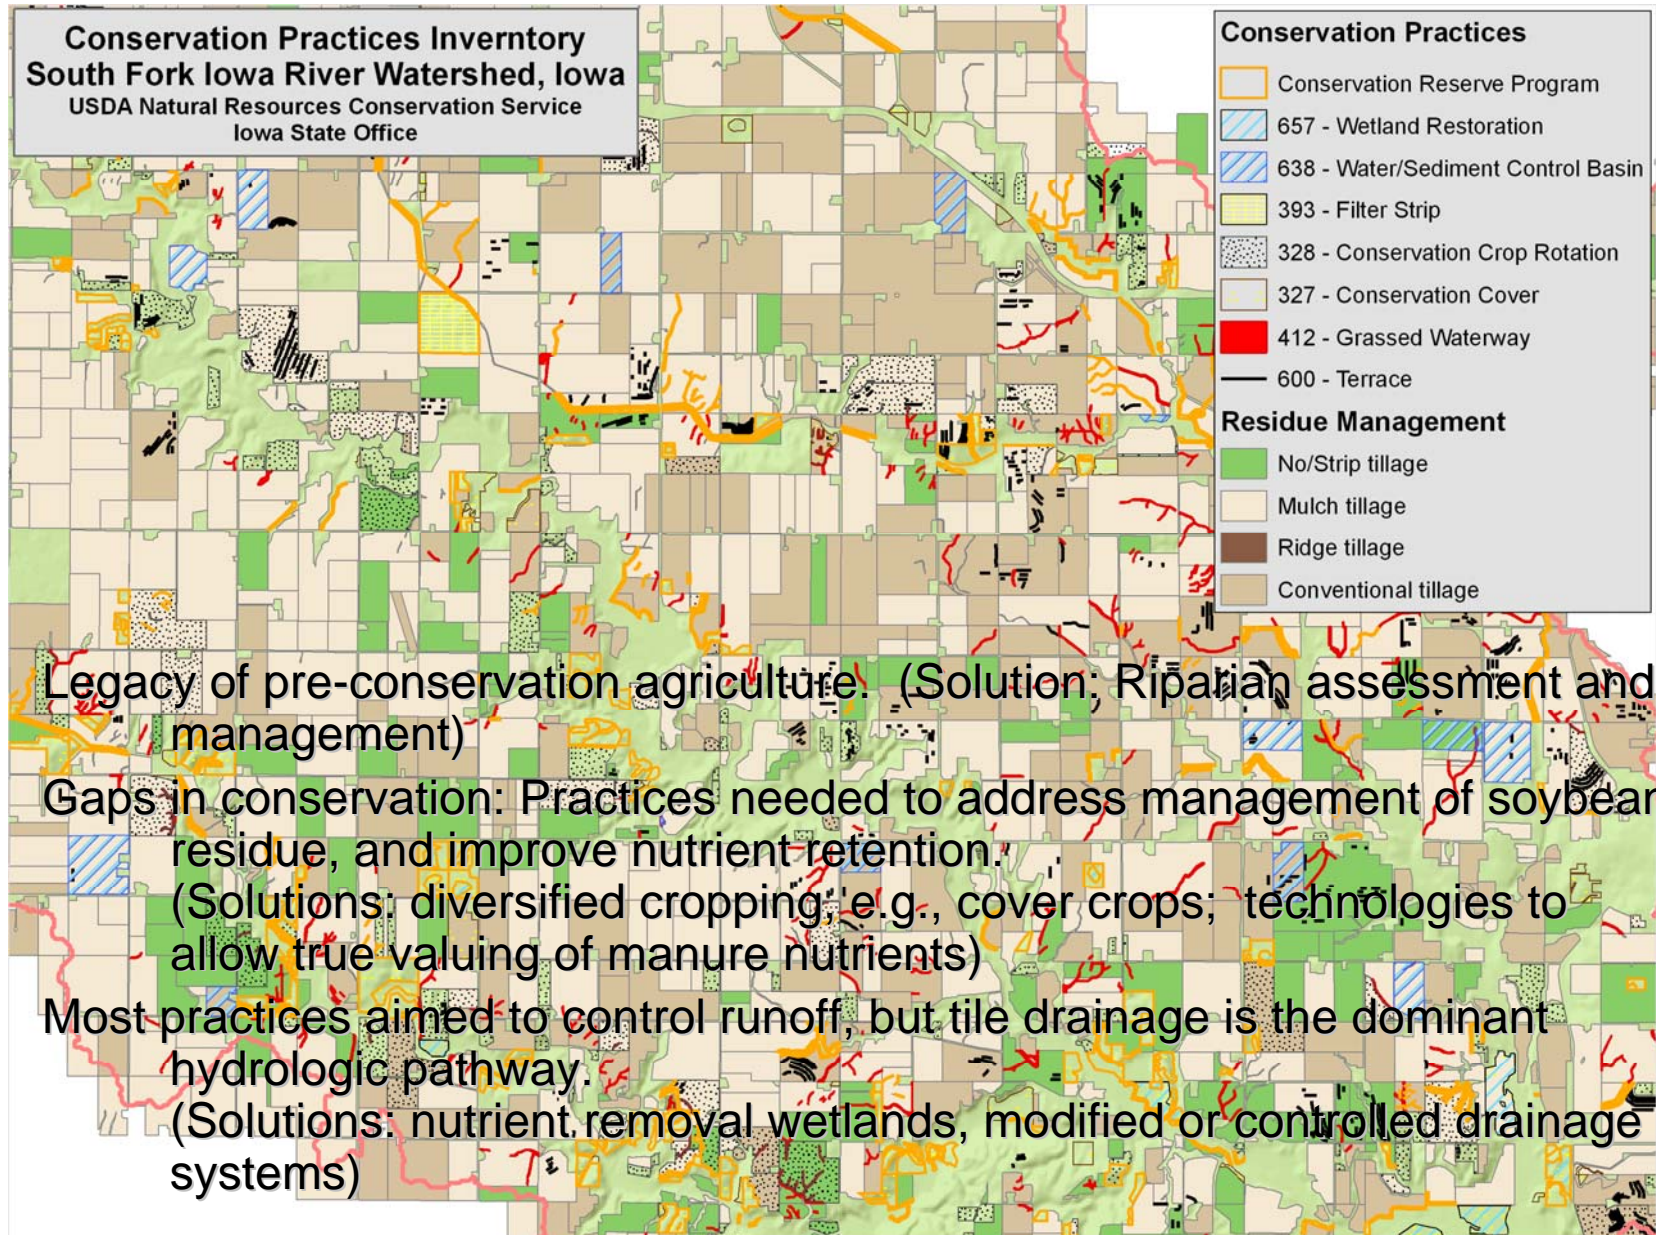 Conservation Practices Inverntory
South Fork Iowa River Watershed, Iowa
USDA Natural Resources Conservation Service
Iowa State Office
Conservation Practices
Conservation Reserve Program
657 - Wetland Restoration
638 - Water/Sediment Control Basin
393 - Filter Strip
328 - Conservation Crop Rotation
327 - Conservation Cover
412 - Grassed Waterway
600 - Terrace
Residue Management
No/Strip tillage
Mulch tillage
Ridge tillage
Conventional tillage
Legacy of pre-conservation agriculture. (Solution: Riparian assessment and
management)
Gaps in conservation: Practices needed to address management of soybean
residue, and improve nutrient retention.
(Solutions: diversified cropping, e.g., cover crops; technologies to
allow true valuing of manure nutrients)
Most practices aimed to control runoff, but tile drainage is the dominant
hydrologic pathway.
(Solutions: nutrient removal wetlands, modified or controlled drainage
systems)